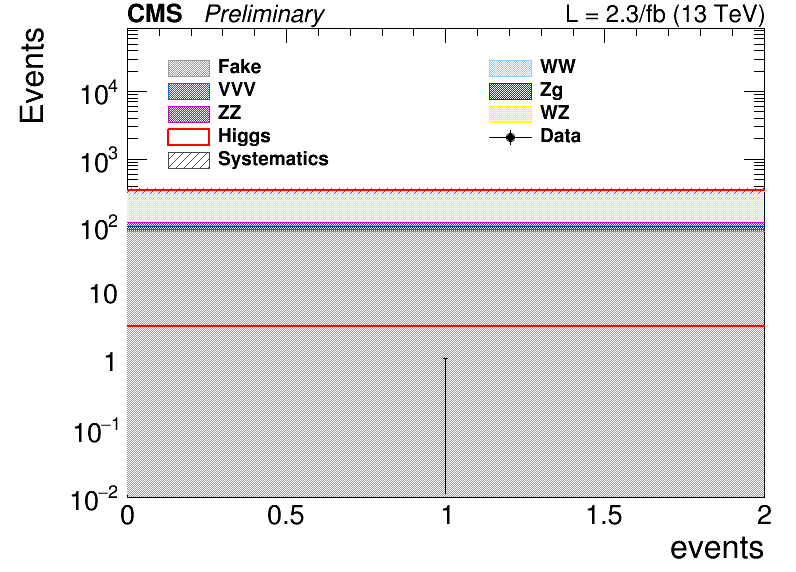 CMS Preliminary L = 2.3/fb (13 TeV)
Events
Fake WW
VVV Zg
ZZ WZ
Higgs Data
Systematics
10⁴
10³
10²
10
1
10⁻¹
10⁻²
0 0.5 1 1.5 2
events